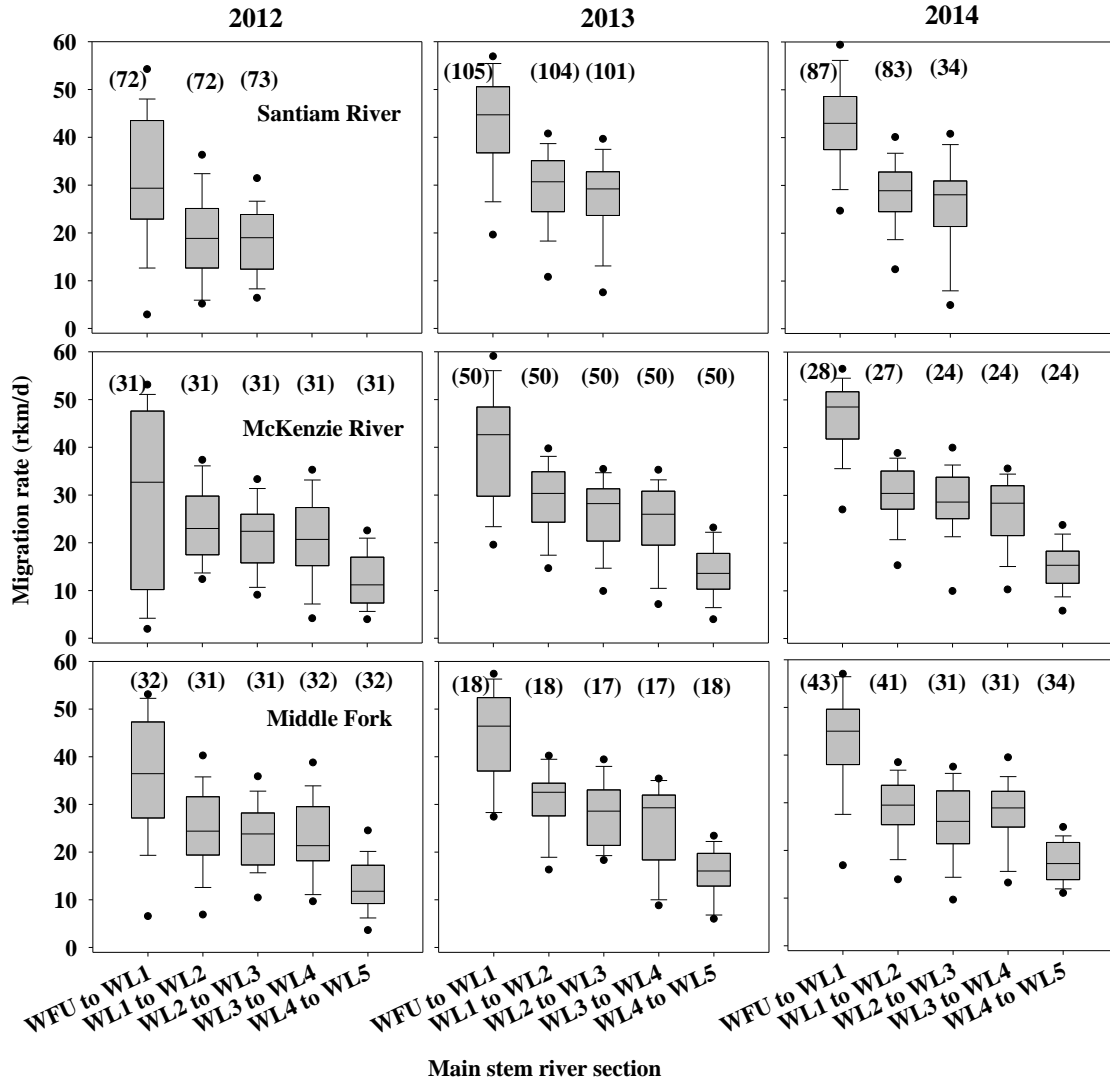 2012 2013 2014
60
(72) (72) (73) (105) (104) (101) (87) (83) (34)
50
Santiam River
40
30
20
10
0
60
(31) (31) (31) (31) (31) (50) (50) (50) (50) (50) (28) (27) (24) (24) (24)
50
McKenzie River
40
30
20
10
0
Migration rate (rkm/d)
60
(32) (31) (31) (32) (32) (18) (18) (17) (17) (18) (43) (41) (31) (31) (34)
50
Middle Fork
40
30
20
10
0
WFU to WL1 WL1 to WL2 WL2 to WL3 WL3 to WL4 WL4 to WL5 WFU to WL1 WL1 to WL2 WL2 to WL3 WL3 to WL4 WL4 to WL5 WFU to WL1 WL1 to WL2 WL2 to WL3 WL3 to WL4 WL4 to WL5
Main stem river section